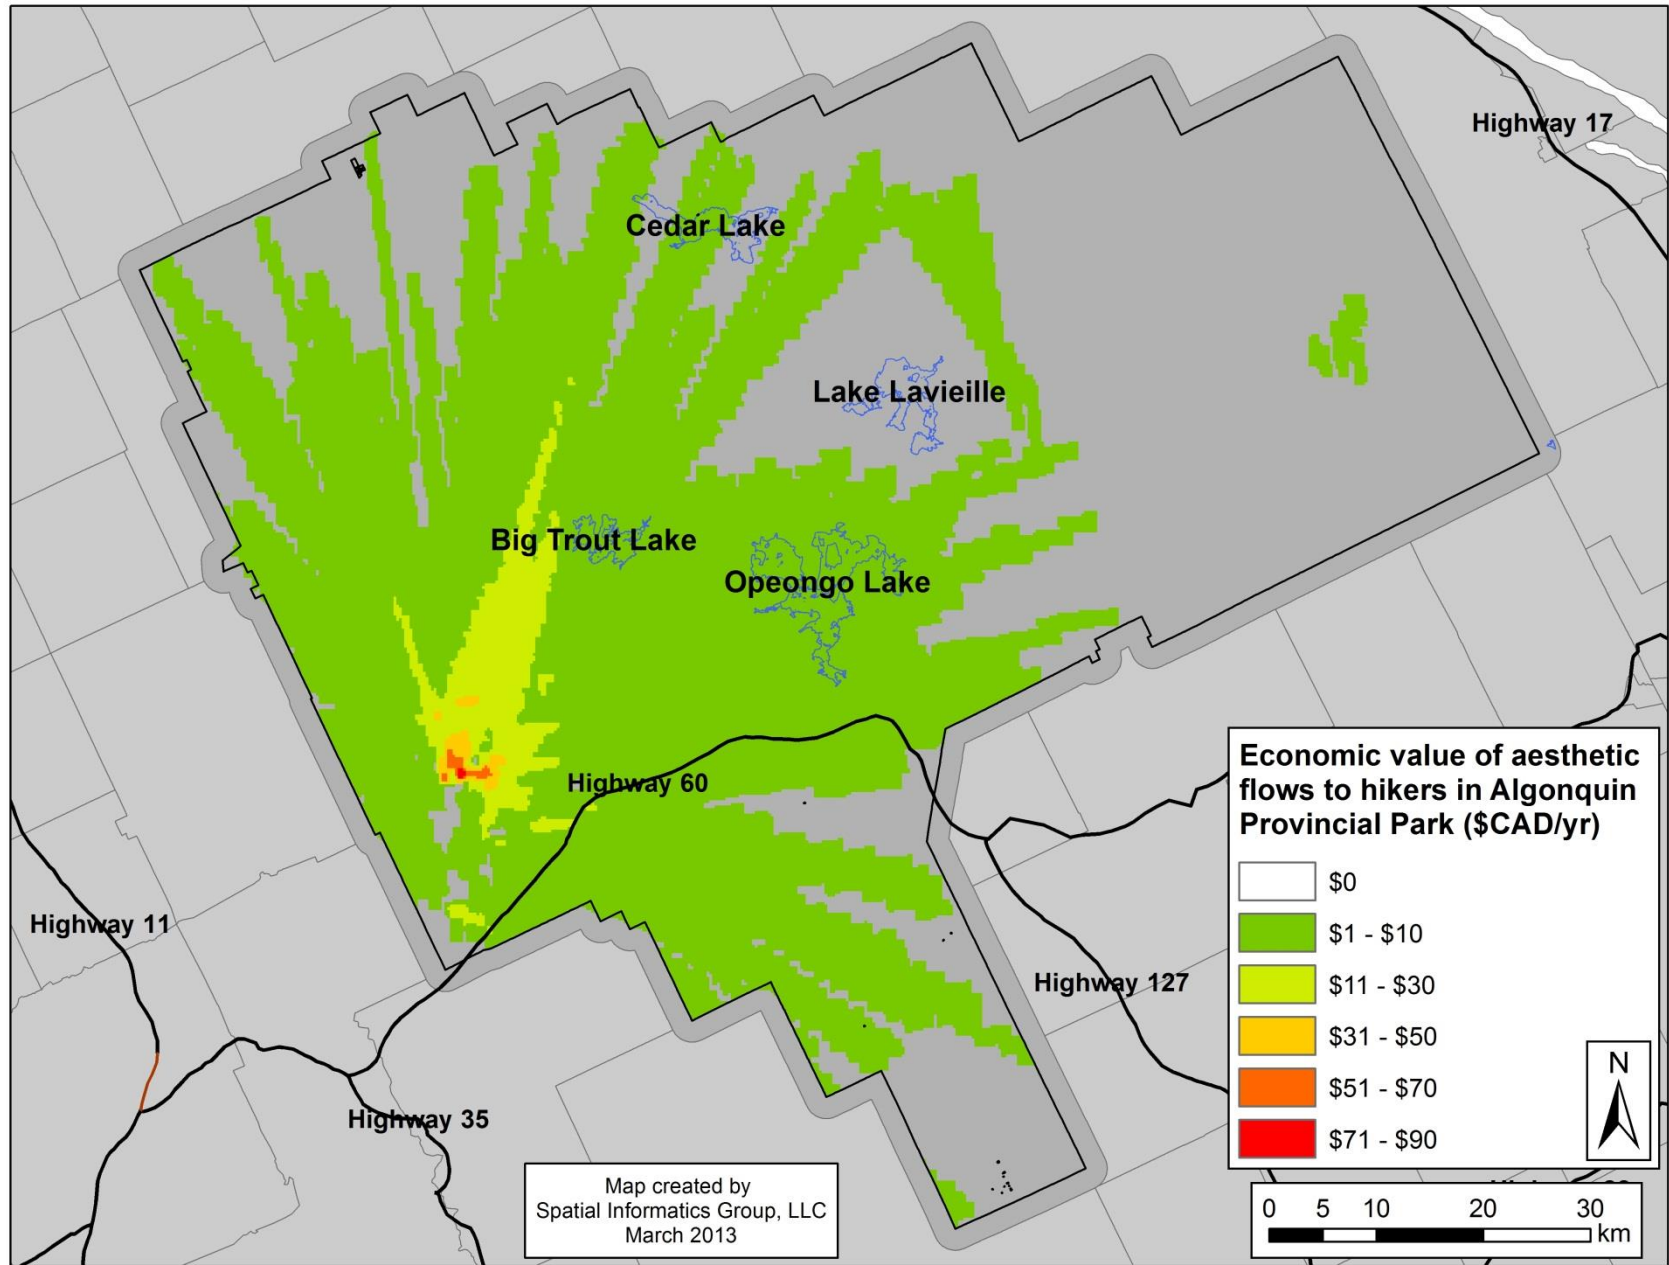 Highway 17
Cedar Lake
Lake Lavieille
Big Trout Lake
Opeongo Lake
Highway 60
Highway 11
Highway 127
Highway 35
Economic value of aesthetic
flows to hikers in Algonquin
Provincial Park ($CAD/yr)
$0
$1 - $10
$11 - $30
$31 - $50
$51 - $70
$71 - $90
N
Map created by
Spatial Informatics Group, LLC
March 2013
0 5 10 20 30
km